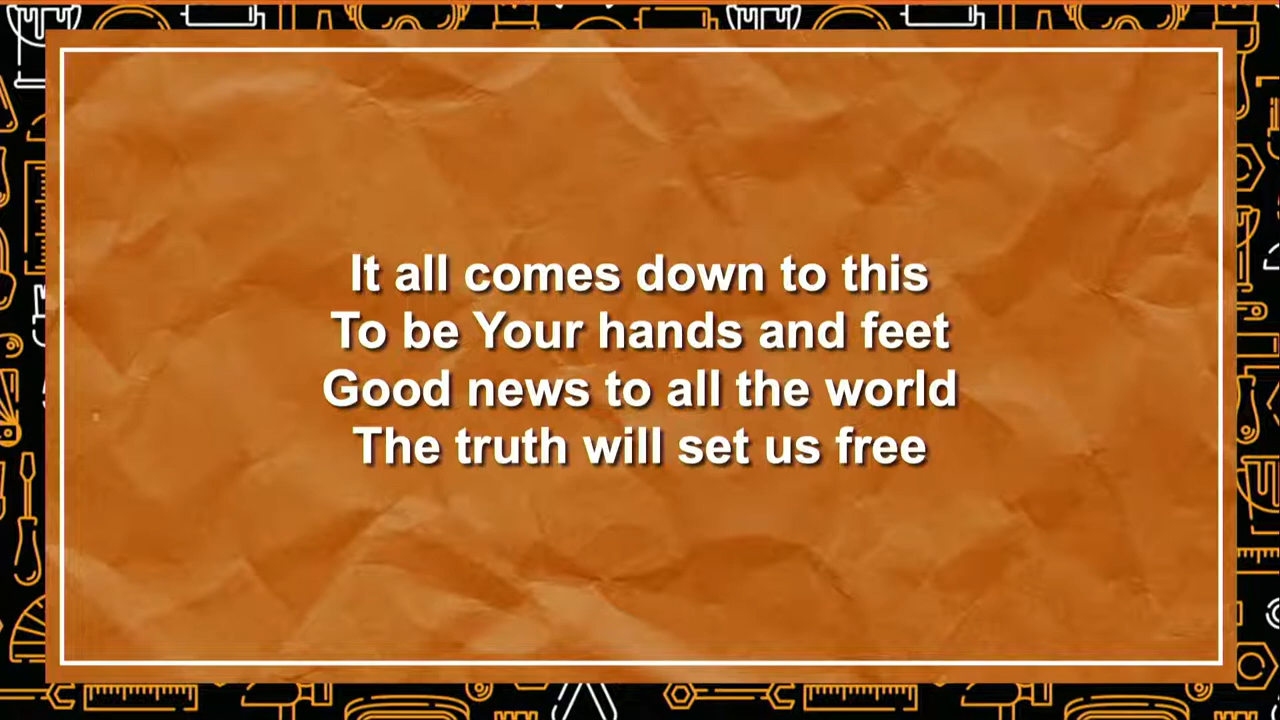 It all comes down to this
To be Your hands and feet
Good news to all the world
The truth will set us free